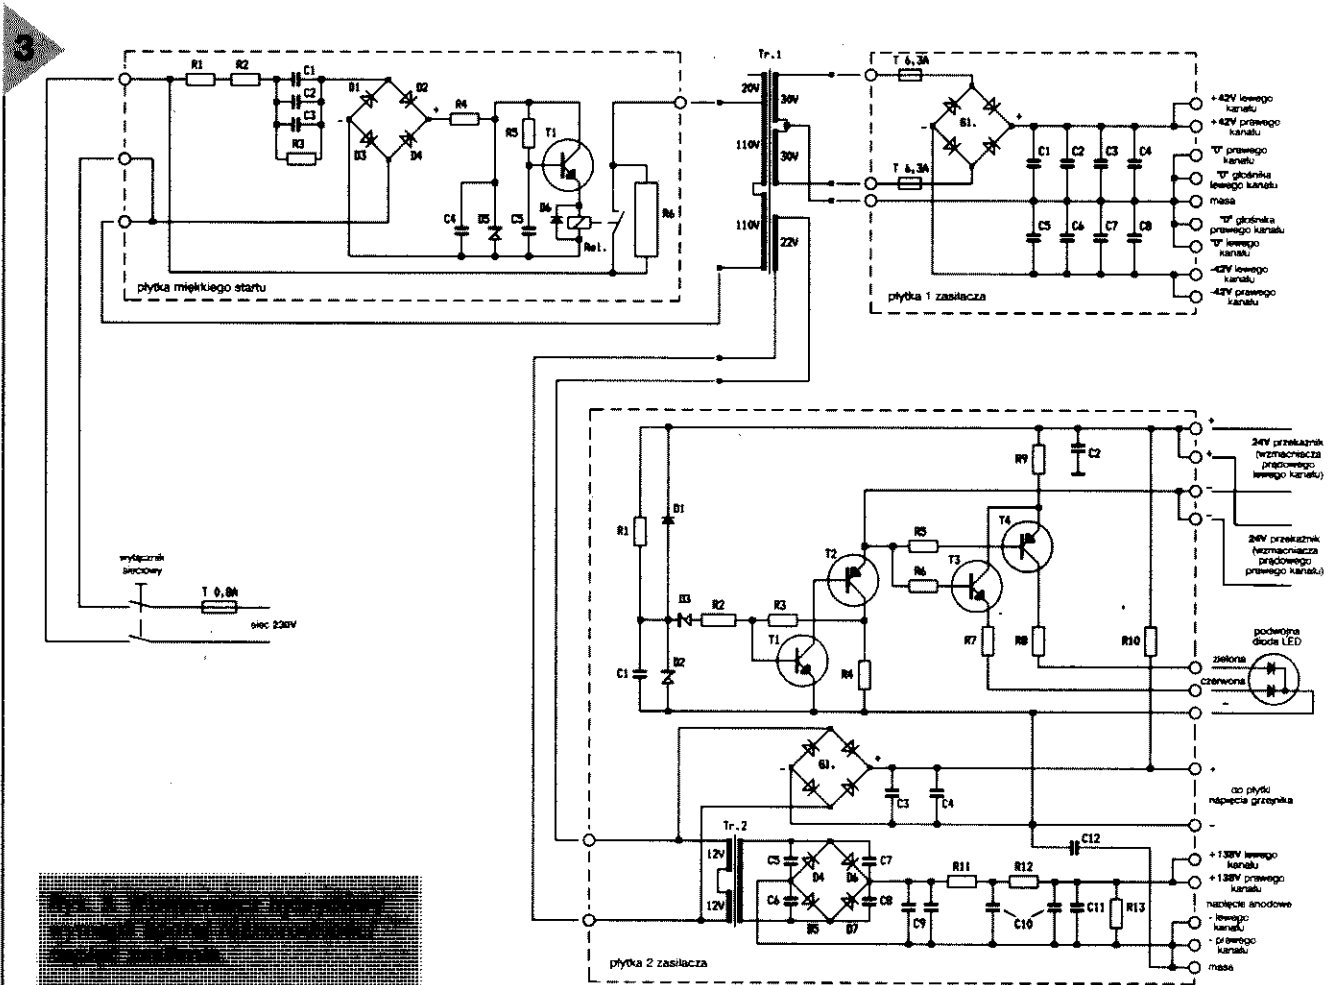 3
R1
R2
C1
C2
C3
R3
D1
D2
D3
D4
-
+
R4
R5
T1
C4
D5
C5
D6
Rel.
R6
płytka miękkiego startu
Tr.1
20V
110V
110V
30V
30V
22V
T 6,3A
T 6,3A
G1.
-
+
C1
C2
C3
C4
C5
C6
C7
C8
płytka 1 zasilacza
+42V lewego
kanału
+42V prawego
kanału
"0" prawego
kanału
"0" głośnika
lewego kanału
masa
"0" głośnika
prawego kanału
"0" lewego
kanału
-42V lewego
kanału
-42V prawego
kanału
wyłącznik
sieciowy
T 0,8A
sieć 230V
R1
D1
C1
D2
D3
R2
R3
T1
T2
R4
R5
R6
T3
T4
R7
R8
R9
C2
R10
+
+
-
-
24V przekaźnik
(wzmacniacza
prądowego
lewego kanału)
24V przekaźnik
(wzmacniacza
prądowego
prawego kanału)
podwójna
dioda LED
zielona
czerwona
-
G1.
-
+
C3
C4
+
do płytki
napięcia grzejnika
-
Tr.2
12V
12V
C5
C6
D4
D5
D6
D7
C7
C8
C9
R11
R12
C10
C11
R13
C12
+138V lewego
kanału
+138V prawego
kanału
napięcie anodowe
- lewego
kanału
- prawego
kanału
masa
płytka 2 zasilacza